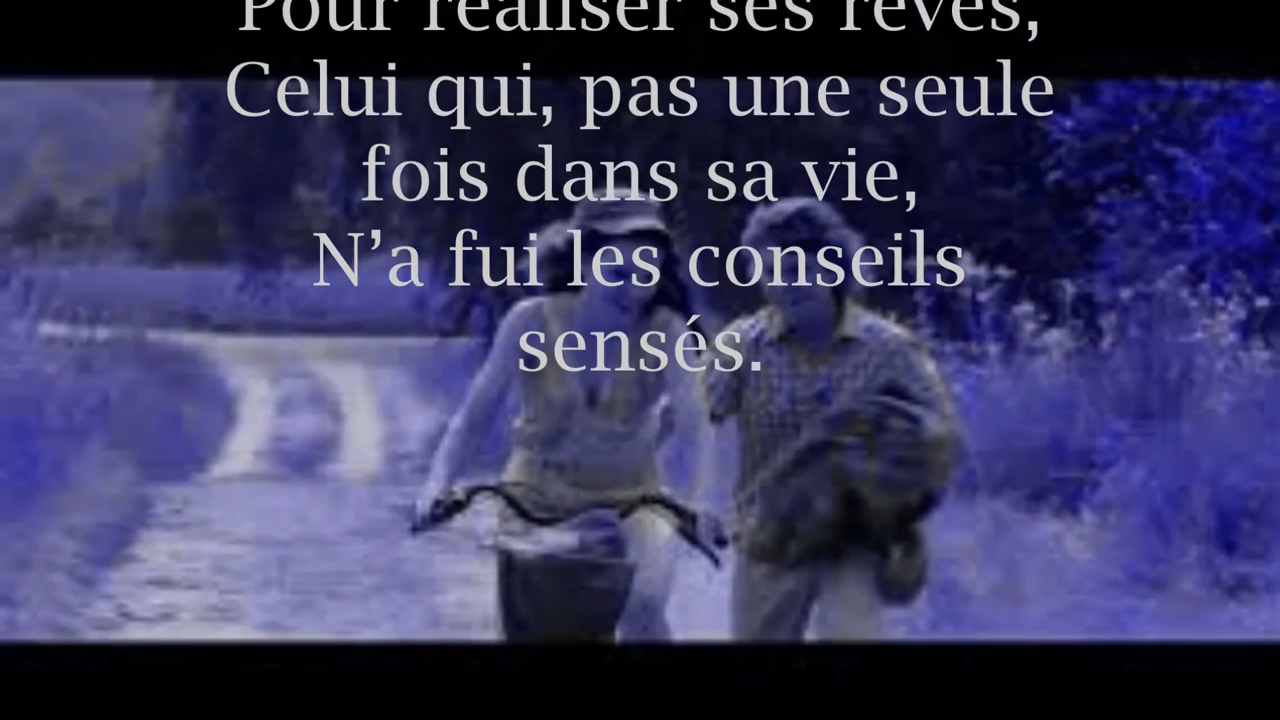 Pour réaliser ses rêves,
Celui qui, pas une seule
fois dans sa vie,
N’a fui les conseils
sensés.